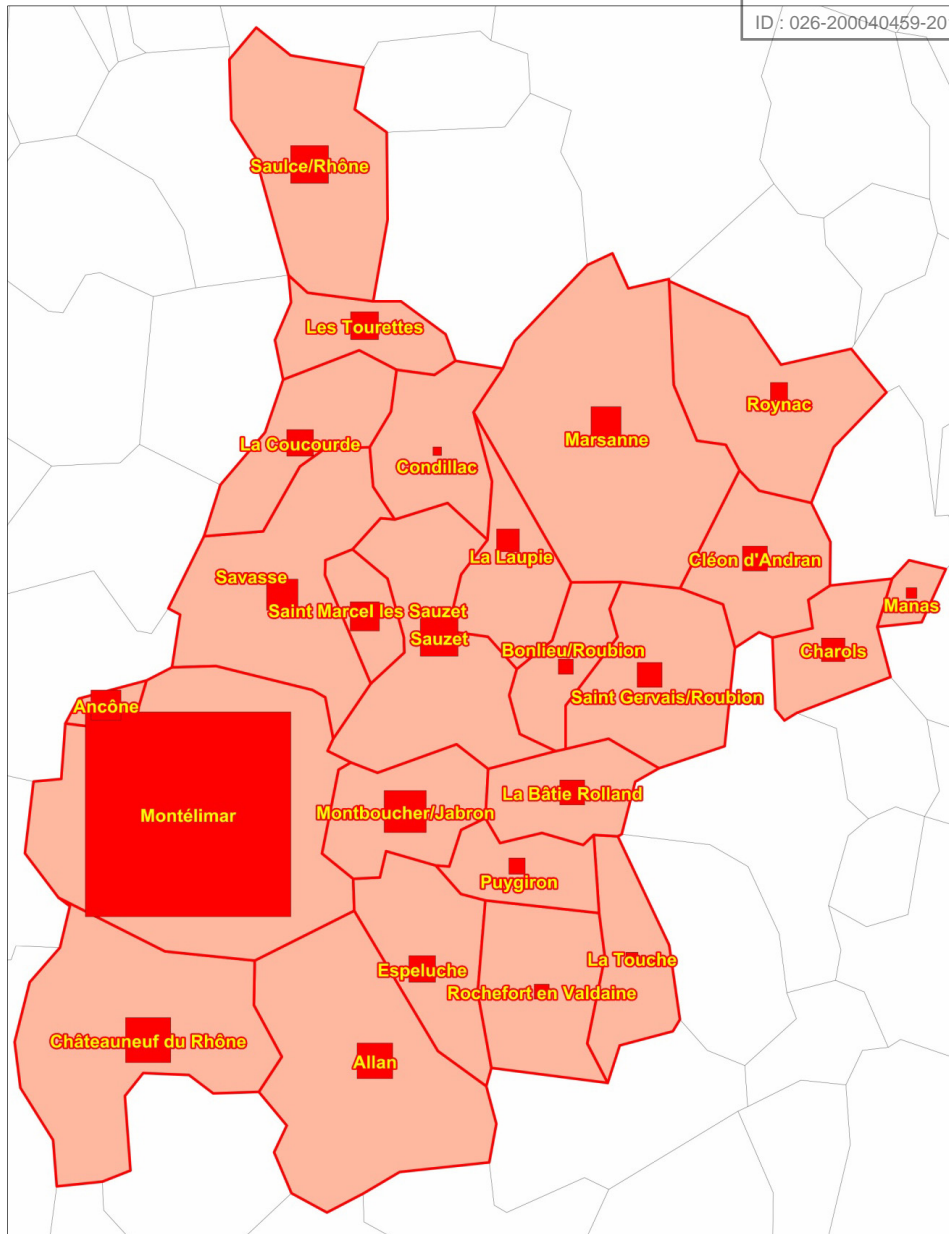 ID : 026-200040459-20
Saulce/Rhône
Les Tourettes
Roynac
La Coucourde
Marsanne
Condillac
La Laupie
Cléon d'Andran
Savasse
Manas
Saint Marcel les Sauzet
Sauzet
Bonlieu/Roubion
Charols
Saint Gervais/Roubion
Ancône
La Bâtie Rolland
Montélimar
Montboucher/Jabron
Puygiron
La Touche
Espeluche
Rochefort en Valdaine
Châteauneuf du Rhône
Allan